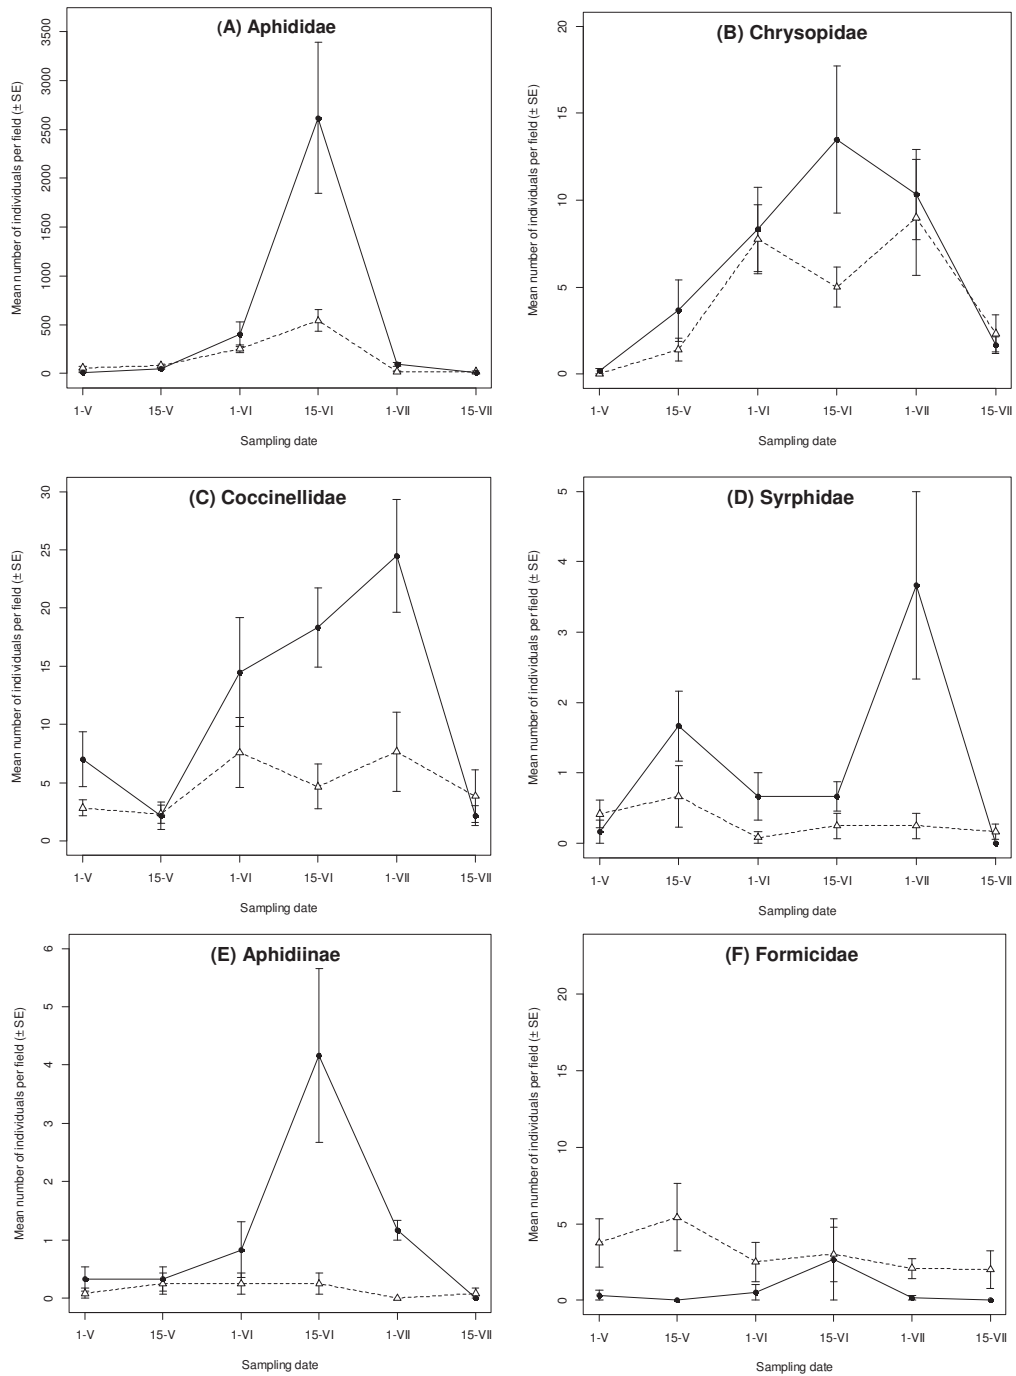 (A) Aphididae
Mean number of individuals per field (± SE)
3500
3000
2500
2000
1500
1000
500
0
1-V 15-V 1-VI 15-VI 1-VII 15-VII
Sampling date
(B) Chrysopidae
Mean number of individuals per field (± SE)
20
15
10
5
0
1-V 15-V 1-VI 15-VI 1-VII 15-VII
Sampling date
(C) Coccinellidae
Mean number of individuals per field (± SE)
30
25
20
15
10
5
0
1-V 15-V 1-VI 15-VI 1-VII 15-VII
Sampling date
(D) Syrphidae
Mean number of individuals per field (± SE)
5
4
3
2
1
0
1-V 15-V 1-VI 15-VI 1-VII 15-VII
Sampling date
(E) Aphidiinae
Mean number of individuals per field (± SE)
6
5
4
3
2
1
0
1-V 15-V 1-VI 15-VI 1-VII 15-VII
Sampling date
(F) Formicidae
Mean number of individuals per field (± SE)
20
15
10
5
0
1-V 15-V 1-VI 15-VI 1-VII 15-VII
Sampling date